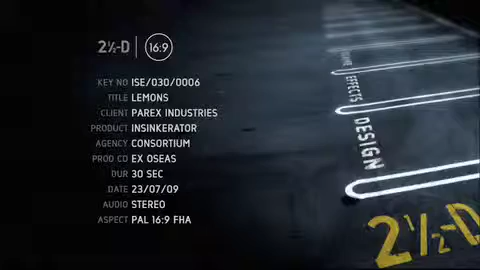 2½-D 16:9
KEY NO ISE/030/0006
TITLE LEMONS
CLIENT PAREX INDUSTRIES
PRODUCT INSINKERATOR
AGENCY CONSORTIUM
PROD CO EX OSEAS
DUR 30 SEC
DATE 23/07/09
AUDIO STEREO
ASPECT PAL 16:9 FHA
EFFECTS
DESIGN
2½-D